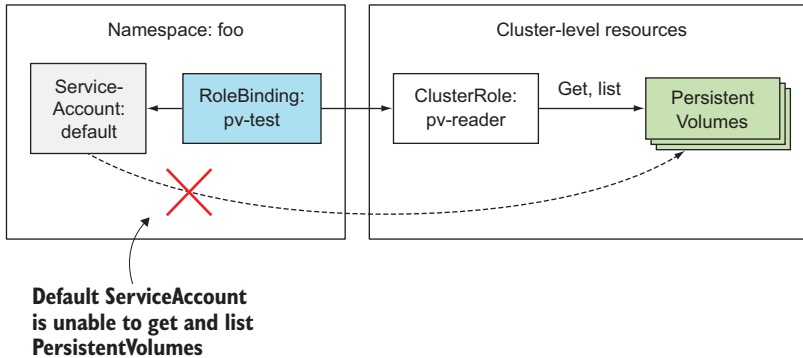 Namespace: foo
Cluster-level resources
Service-
Account:
default
RoleBinding:
pv-test
ClusterRole:
pv-reader
Get, list
Persistent
Volumes
Default ServiceAccount
is unable to get and list
PersistentVolumes